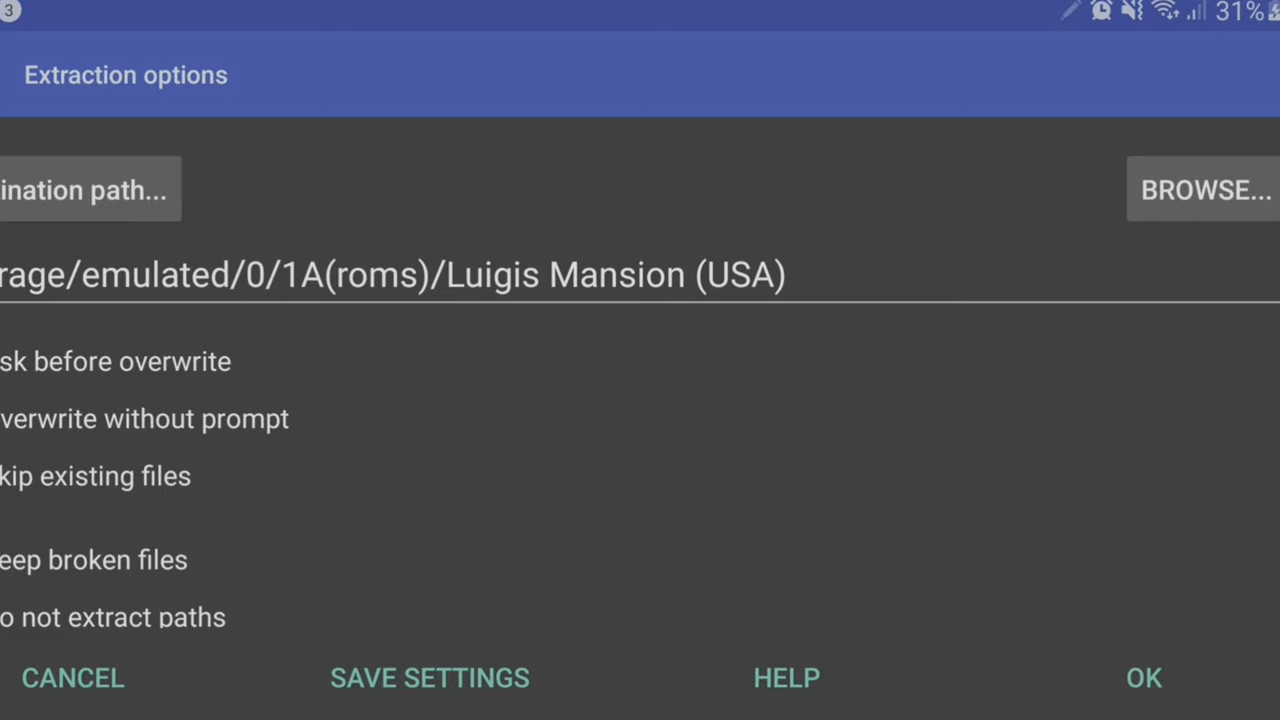 3 31%
Extraction options
ination path... BROWSE...
rage/emulated/0/1A(roms)/Luigis Mansion (USA)
sk before overwrite
verwrite without prompt
kip existing files
eep broken files
o not extract paths
CANCEL SAVE SETTINGS HELP OK